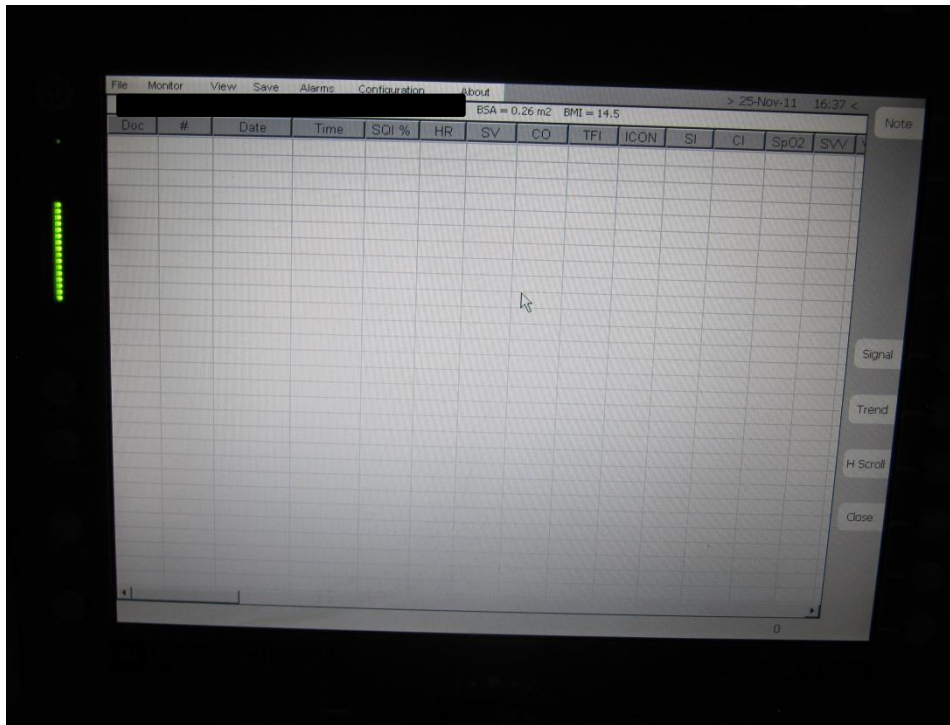 File Monitor View Save Alarms Configuration About
> 25-Nov-11 16:37 <
BSA = 0.26 m2 BMI = 14.5
Note
Doc # Date Time SQI % HR SV CO TFI ICON SI CI SpO2 SVV
Signal
Trend
H Scroll
Close
0